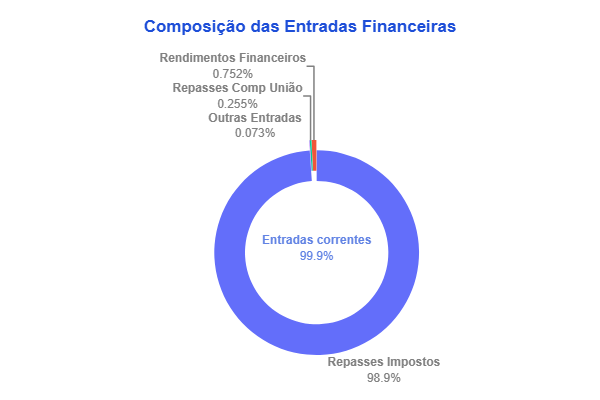 Composição das Entradas Financeiras
Rendimentos Financeiros
0.752%
Repasses Comp União
0.255%
Outras Entradas
0.073%
Entradas correntes
99.9%
Repasses Impostos
98.9%